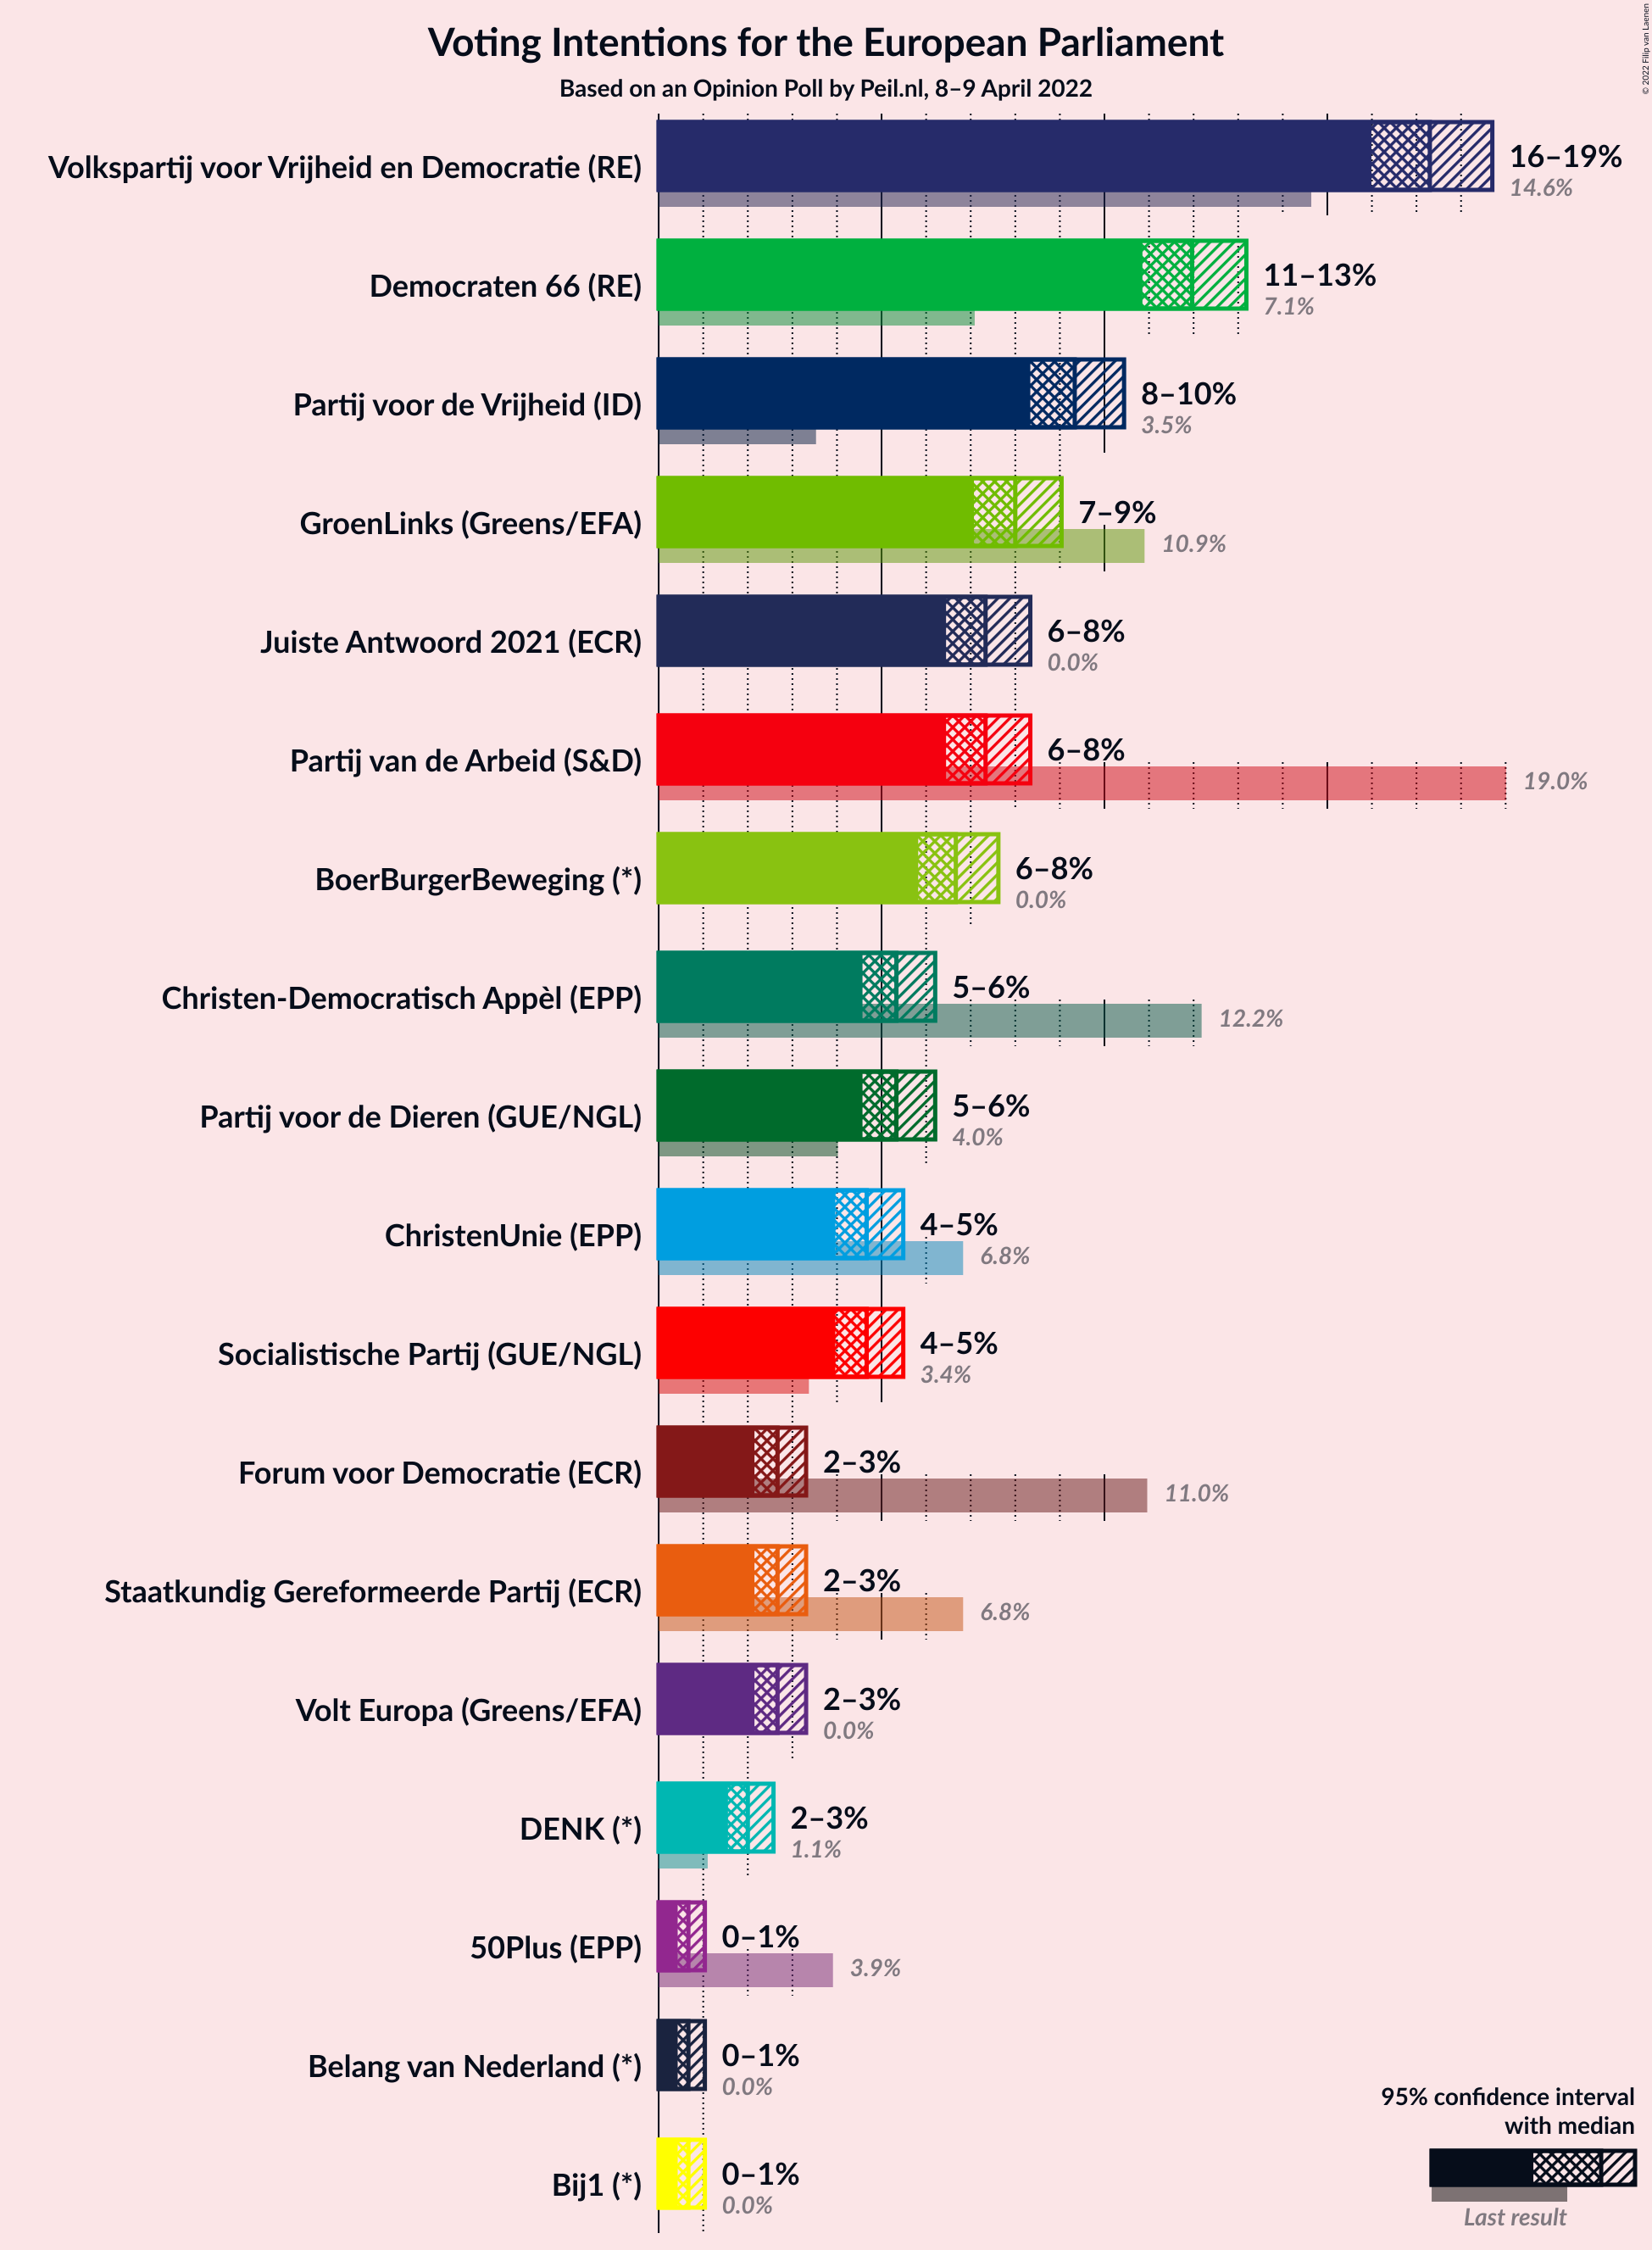 Voting Intentions for the European Parliament
Based on an Opinion Poll by Peil.nl, 8–9 April 2022
© 2022 Filip van Laenen
Volkspartij voor Vrijheid en Democratie (RE)
16–19%
14.6%
Democraten 66 (RE)
11–13%
7.1%
Partij voor de Vrijheid (ID)
8–10%
3.5%
GroenLinks (Greens/EFA)
7–9%
10.9%
Juiste Antwoord 2021 (ECR)
6–8%
0.0%
Partij van de Arbeid (S&D)
6–8%
19.0%
BoerBurgerBeweging (*)
6–8%
0.0%
Christen-Democratisch Appèl (EPP)
5–6%
12.2%
Partij voor de Dieren (GUE/NGL)
5–6%
4.0%
ChristenUnie (EPP)
4–5%
6.8%
Socialistische Partij (GUE/NGL)
4–5%
3.4%
Forum voor Democratie (ECR)
2–3%
11.0%
Staatkundig Gereformeerde Partij (ECR)
2–3%
6.8%
Volt Europa (Greens/EFA)
2–3%
0.0%
DENK (*)
2–3%
1.1%
50Plus (EPP)
0–1%
3.9%
Belang van Nederland (*)
0–1%
0.0%
Bij1 (*)
0–1%
0.0%
95% confidence interval
with median
Last result